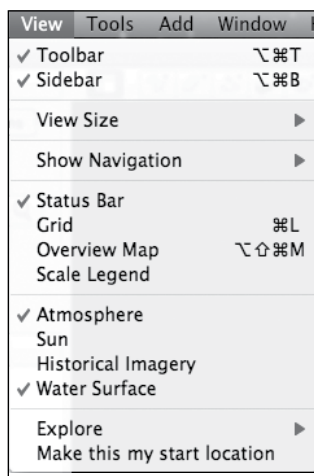 View Tools Add Window
✓ Toolbar ⌥⌘T
✓ Sidebar ⌥⌘B
View Size ▶
Show Navigation ▶
✓ Status Bar
Grid ⌘L
Overview Map ⌥⇧⌘M
Scale Legend
✓ Atmosphere
Sun
Historical Imagery
✓ Water Surface
Explore ▶
Make this my start location